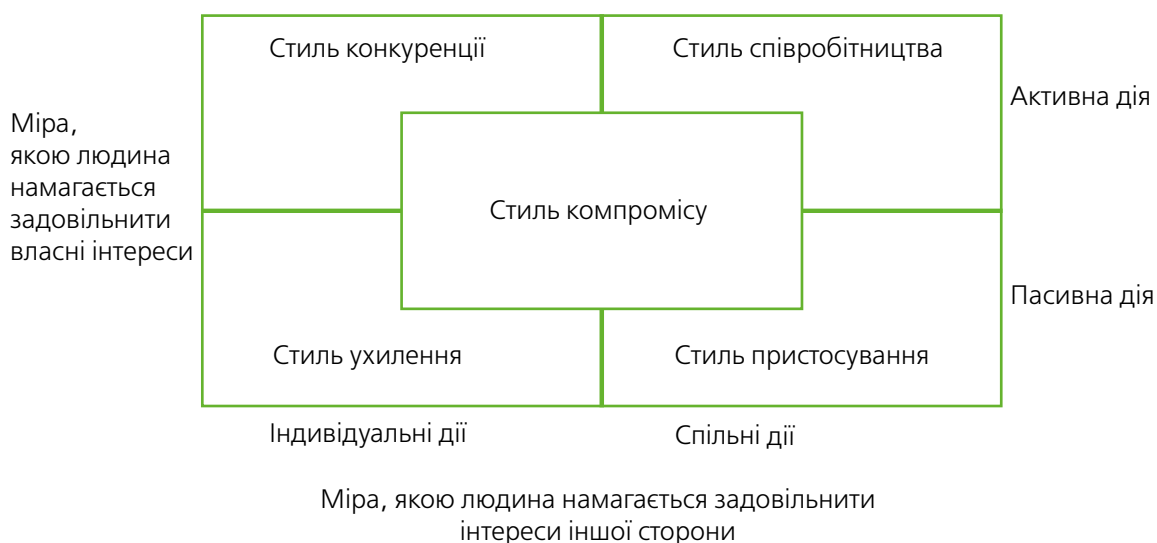 Стиль конкуренції
Стиль співробітництва
Активна дія
Міра,
якою людина
намагається
задовільнити
власні інтереси
Стиль компромісу
Пасивна дія
Стиль ухилення
Стиль пристосування
Індивідуальні дії
Спільні дії
Міра, якою людина намагається задовільнити
інтереси іншої сторони